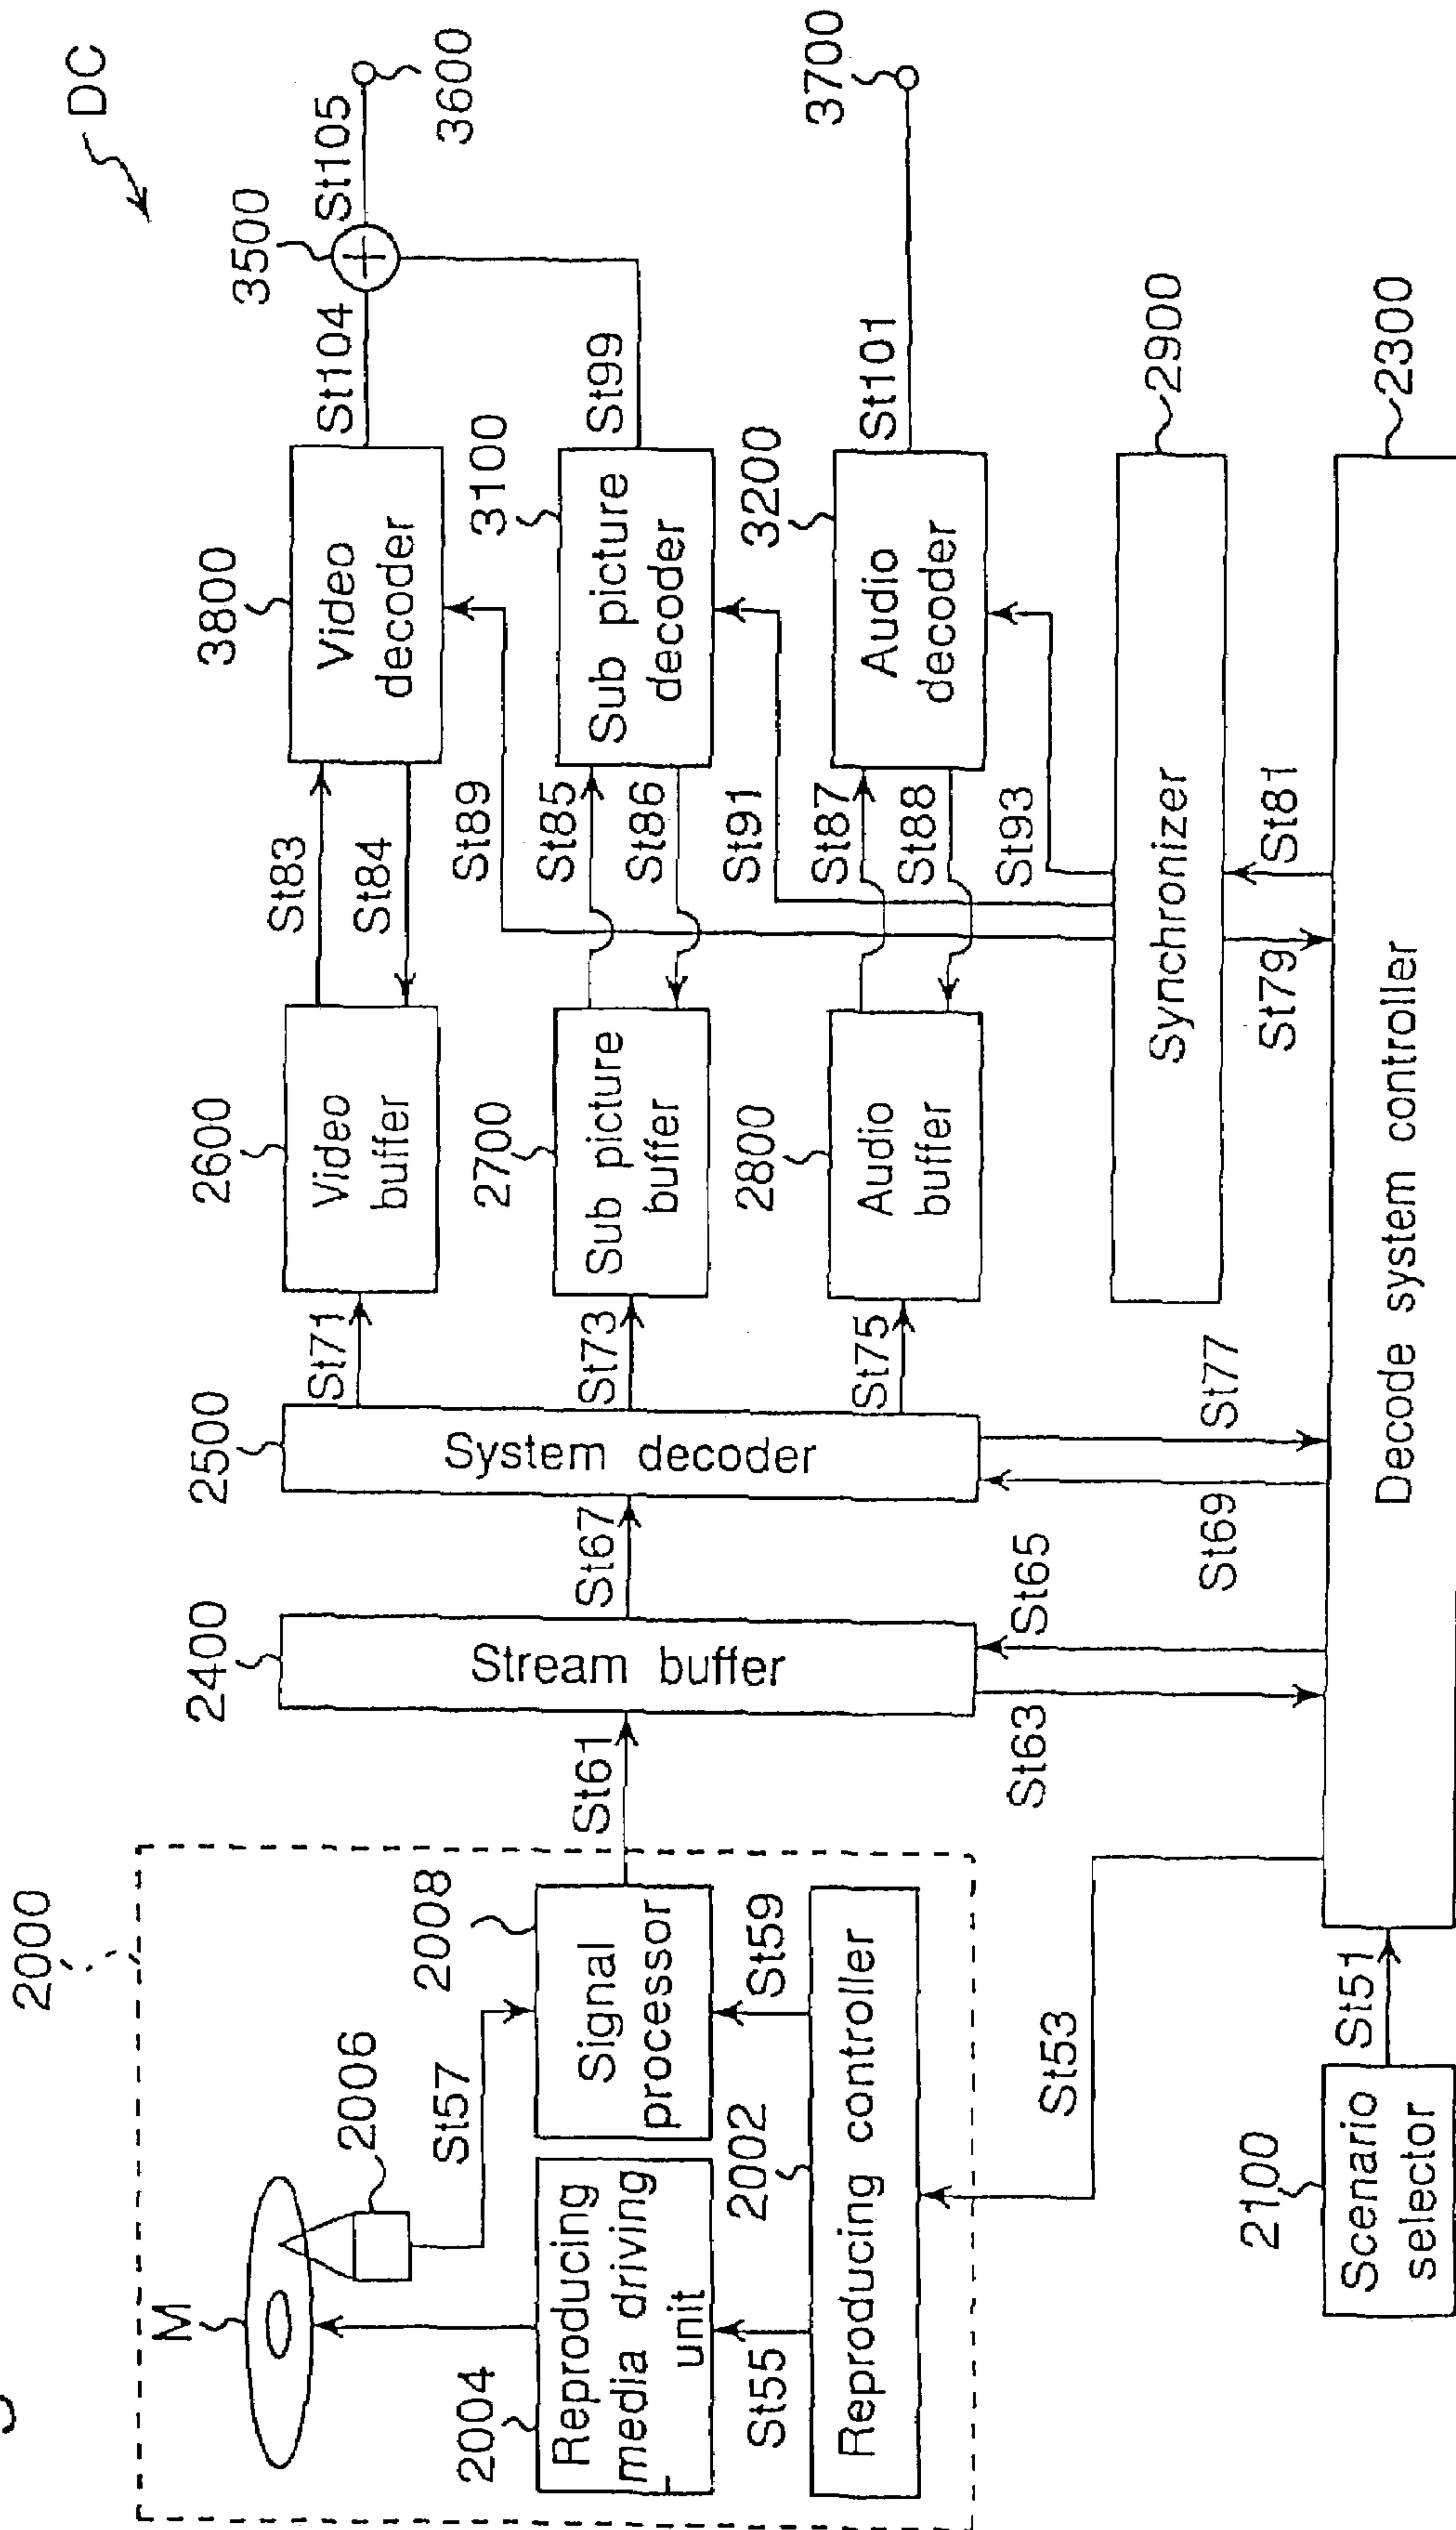 DC
2000
M
2006
St57
2004
Reproducing
media driving
unit
2008
Signal
processor
St55
2002
St59
Reproducing controller
St53
2100
Scenario
selector
St51
St61
2400
Stream buffer
St63
St65
St67
2500
System decoder
St69
St77
St71
St73
St75
2600
Video
buffer
2700
Sub picture
buffer
2800
Audio
buffer
St83
St84
St89
St85
St86
St91
St87
St88
St93
3800
Video
decoder
3100
Sub picture
decoder
3200
Audio
decoder
St104
3500
St105
3600
St99
St101
3700
Synchronizer
2900
St79
St81
Decode system controller
2300